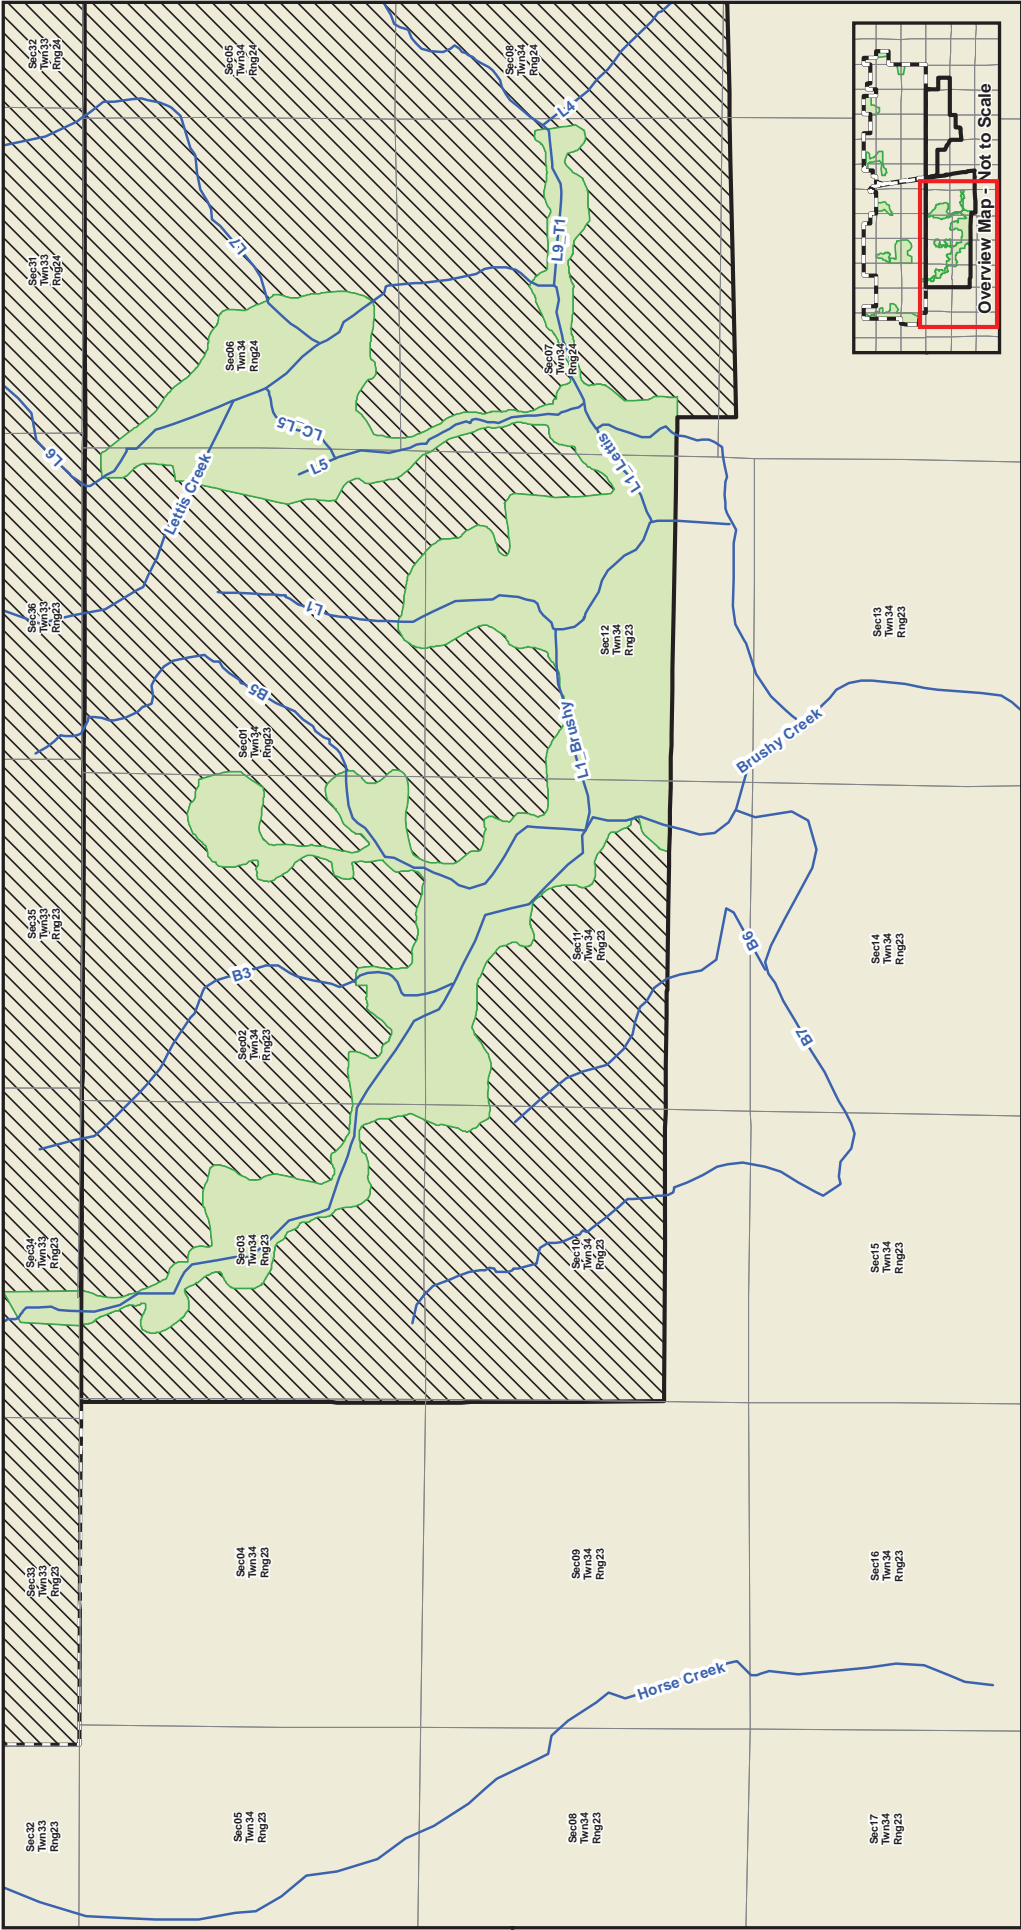 Sec32
Twn33
Rng23
Sec33
Twn33
Rng23
Sec34
Twn33
Rng23
Sec35
Twn33
Rng23
Sec36
Twn33
Rng23
Sec31
Twn33
Rng24
Sec32
Twn33
Rng24
Sec05
Twn34
Rng23
Sec04
Twn34
Rng23
Sec03
Twn34
Rng23
Sec02
Twn34
Rng23
Sec01
Twn34
Rng23
Sec06
Twn34
Rng24
Sec05
Twn34
Rng24
Sec08
Twn34
Rng23
Sec09
Twn34
Rng23
Sec10
Twn34
Rng23
Sec11
Twn34
Rng23
Sec12
Twn34
Rng23
Sec07
Twn34
Rng24
Sec08
Twn34
Rng24
Sec17
Twn34
Rng23
Sec16
Twn34
Rng23
Sec15
Twn34
Rng23
Sec14
Twn34
Rng23
Sec13
Twn34
Rng23
Horse Creek
B3
B5
B6
B7
Brushy Creek
L1-Brushy
L1
L1-Lettis
Lettis Creek
L6
L5
LC-L5
L7
L9_T1
L4
Overview Map - Not to Scale